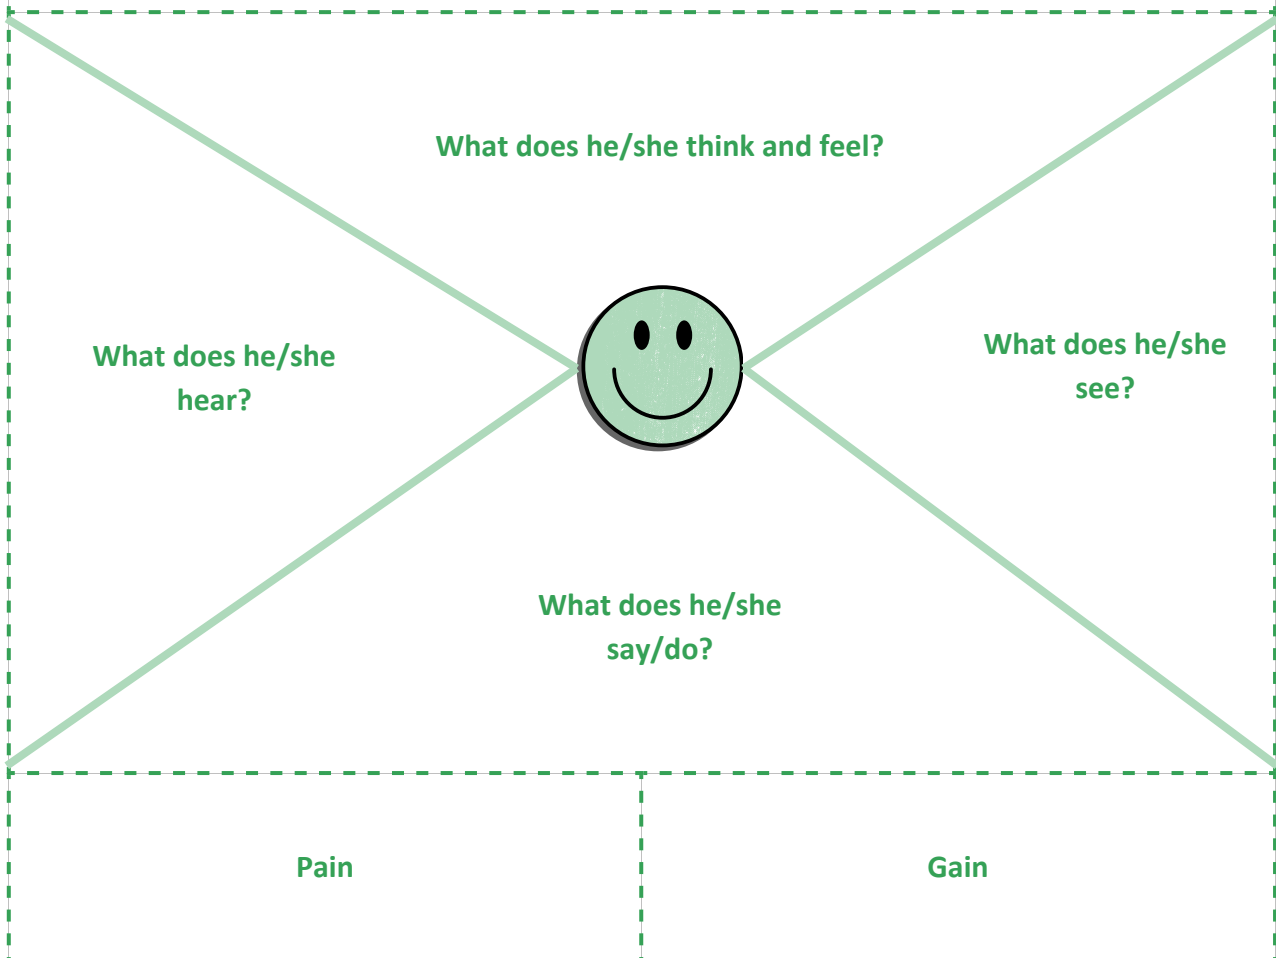 What does he/she think and feel?
What does he/she
hear?
What does he/she
see?
What does he/she
say/do?
Pain
Gain